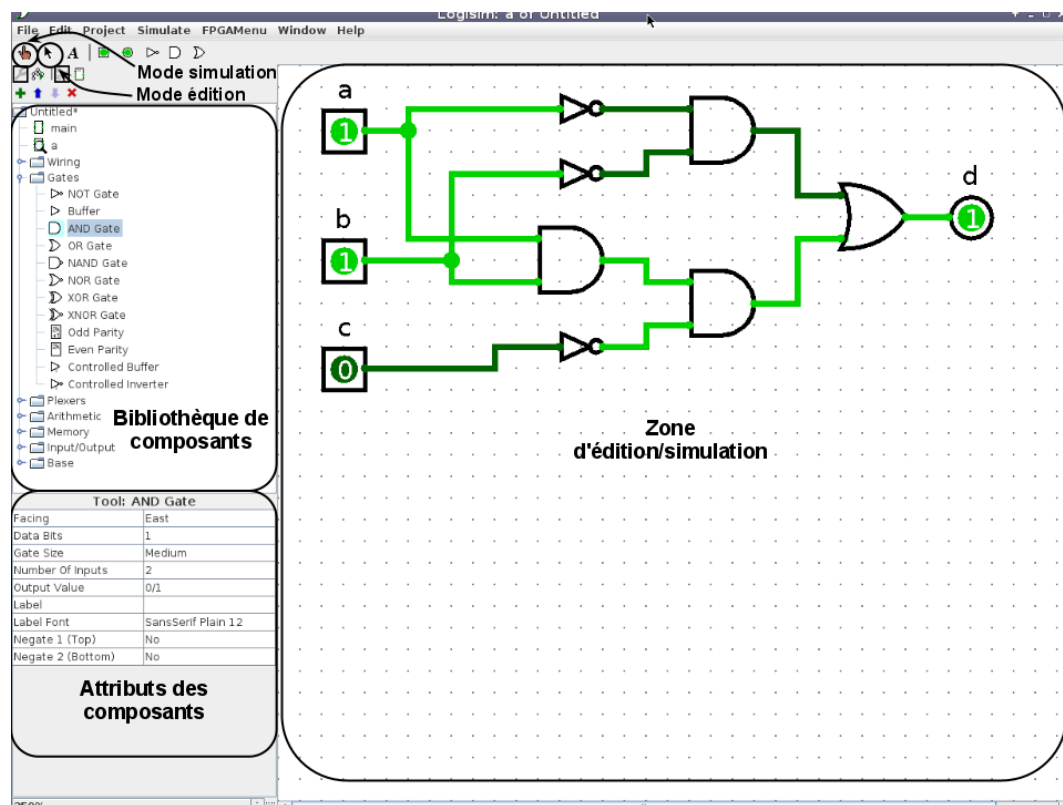 Logisim: a of Untitled
File Edit Project Simulate FPGAMenu Window Help
A
Mode simulation
Mode édition
Untitled*
main
a
Wiring
Gates
NOT Gate
Buffer
AND Gate
OR Gate
NAND Gate
NOR Gate
XOR Gate
XNOR Gate
Odd Parity
Even Parity
Controlled Buffer
Controlled Inverter
Plexers
Arithmetic
Memory
Input/Output
Base
Bibliothèque de
composants
Tool: AND Gate
Facing East
Data Bits 1
Gate Size Medium
Number Of Inputs 2
Output Value 0/1
Label
Label Font SansSerif Plain 12
Negate 1 (Top) No
Negate 2 (Bottom) No
Attributs des
composants
a
1
b
1
c
0
d
1
Zone
d'édition/simulation